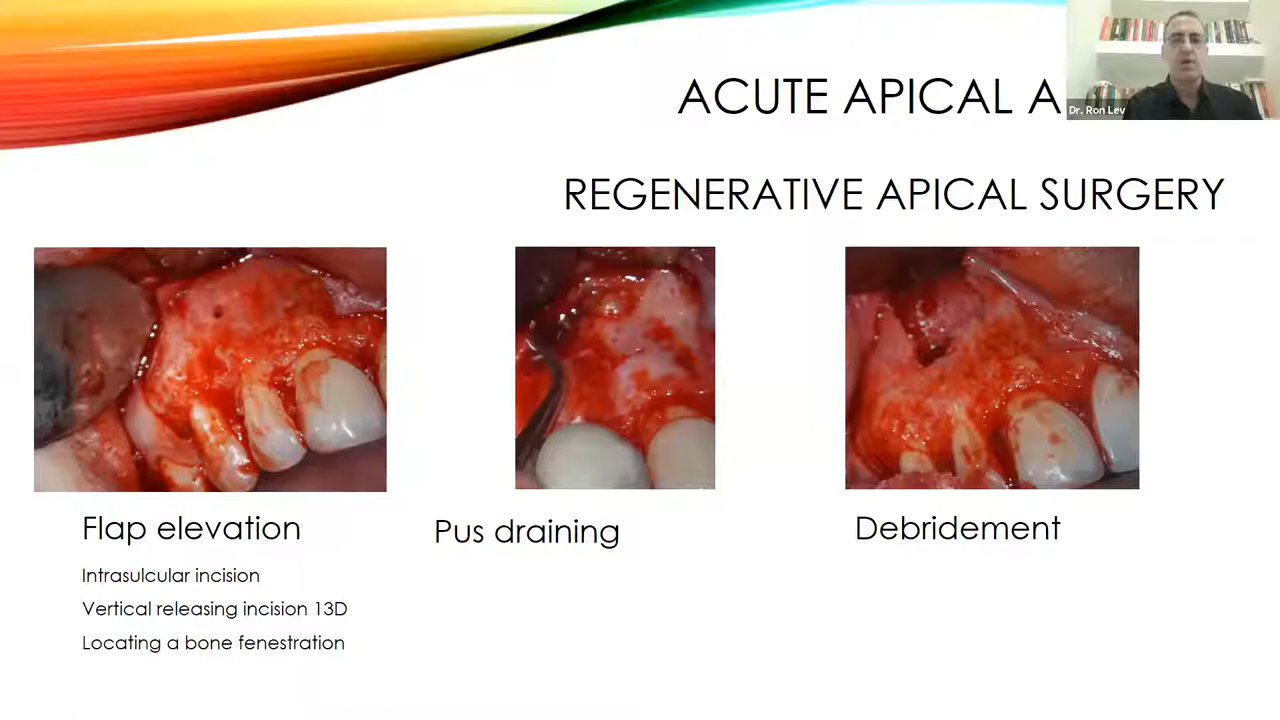 ACUTE APICAL A
Dr. Ron Lev
REGENERATIVE APICAL SURGERY
Flap elevation
Intrasulcular incision
Vertical releasing incision 13D
Locating a bone fenestration
Pus draining
Debridement